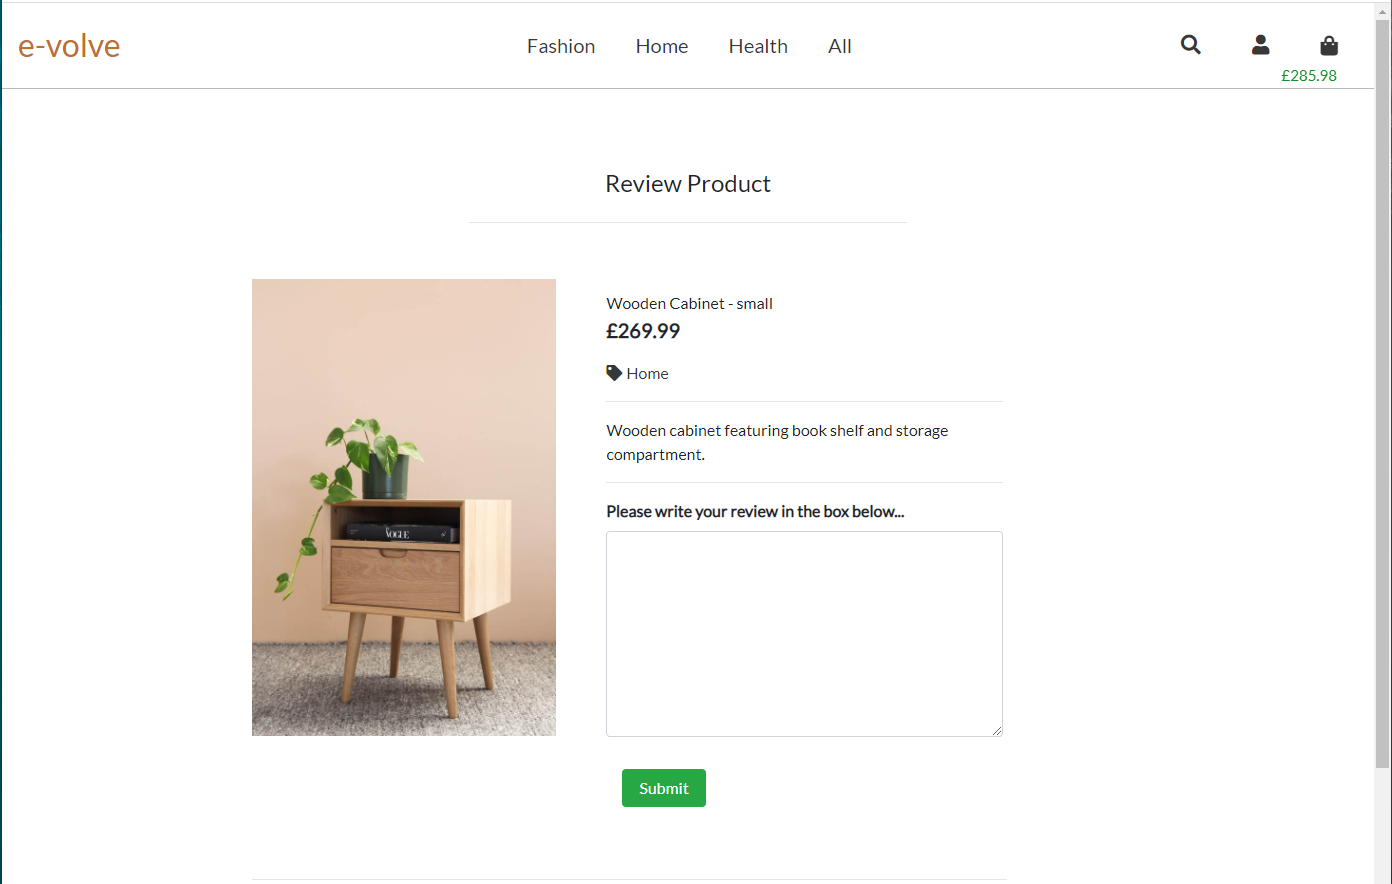 e-volve
Fashion Home Health All
£285.98
Review Product
Wooden Cabinet - small
£269.99
Home
Wooden cabinet featuring book shelf and storage
compartment.
Please write your review in the box below...
VOGUE
Submit